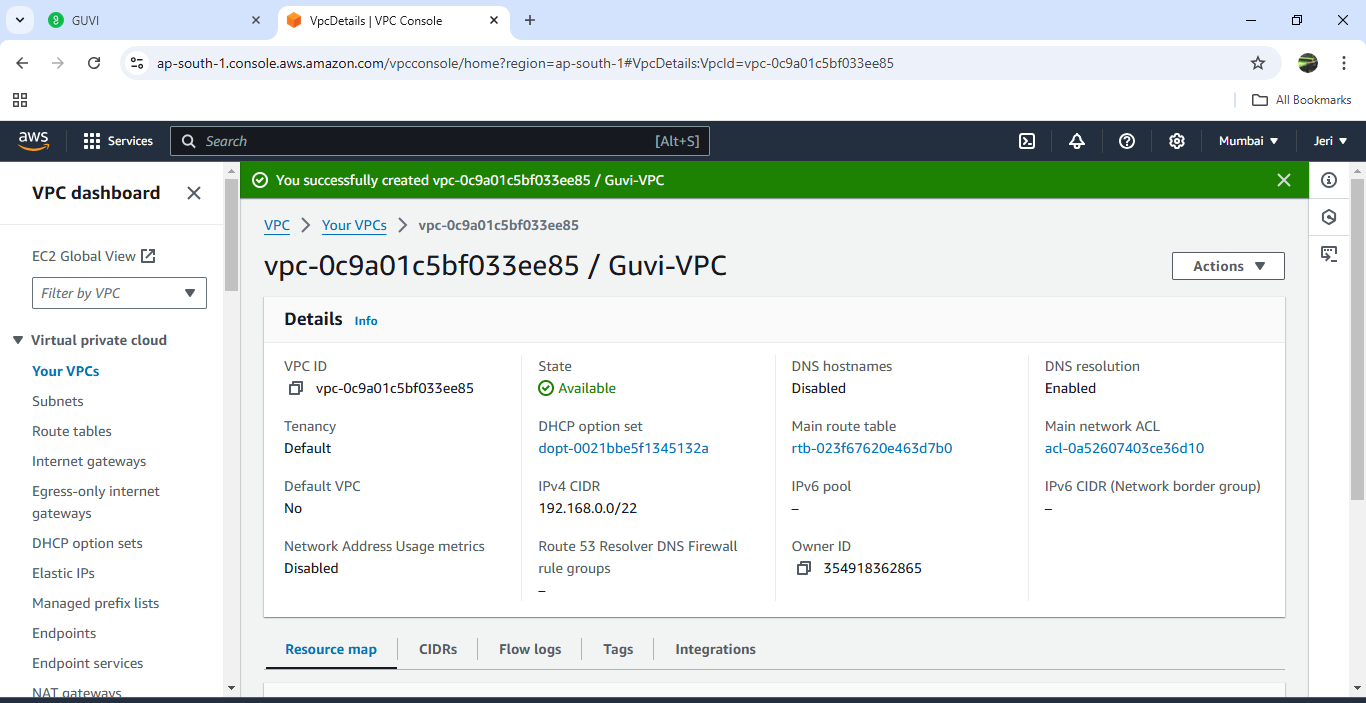 GUVI
VpcDetails | VPC Console
ap-south-1.console.aws.amazon.com/vpcconsole/home?region=ap-south-1#VpcDetails:VpcId=vpc-0c9a01c5bf033ee85
All Bookmarks
aws
Services
Search
[Alt+S]
Mumbai
Jeri
VPC dashboard
EC2 Global View
Filter by VPC
Virtual private cloud
Your VPCs
Subnets
Route tables
Internet gateways
Egress-only internet
gateways
DHCP option sets
Elastic IPs
Managed prefix lists
Endpoints
Endpoint services
NAT gateways
You successfully created vpc-0c9a01c5bf033ee85 / Guvi-VPC
VPC
Your VPCs
vpc-0c9a01c5bf033ee85
vpc-0c9a01c5bf033ee85 / Guvi-VPC
Actions
Details Info
VPC ID
vpc-0c9a01c5bf033ee85
State
Available
DNS hostnames
Disabled
DNS resolution
Enabled
Tenancy
Default
DHCP option set
dopt-0021bbe5f1345132a
Main route table
rtb-023f67620e463d7b0
Main network ACL
acl-0a52607403ce36d10
Default VPC
No
IPv4 CIDR
192.168.0.0/22
IPv6 pool
–
IPv6 CIDR (Network border group)
–
Network Address Usage metrics
Disabled
Route 53 Resolver DNS Firewall
rule groups
–
Owner ID
354918362865
Resource map
CIDRs
Flow logs
Tags
Integrations